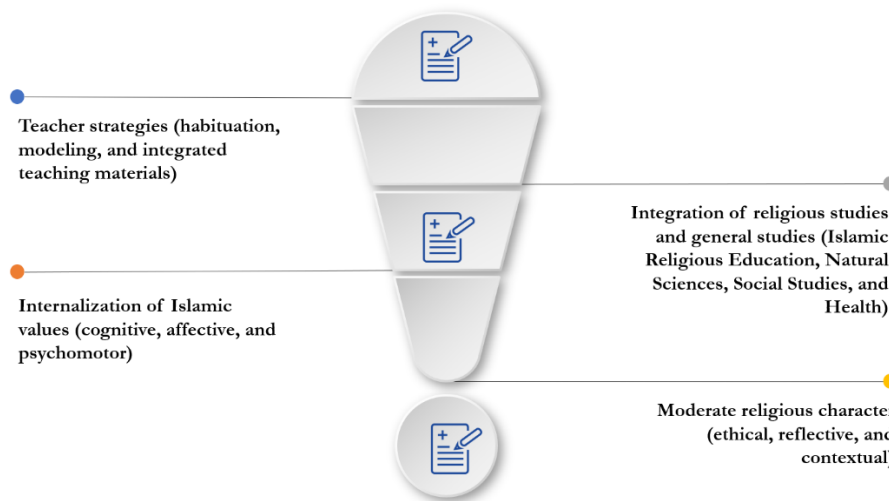 Teacher strategies (habituation,
modeling, and integrated
teaching materials)
Integration of religious studies
and general studies (Islamic
Religious Education, Natural
Sciences, Social Studies, and
Health)
Internalization of Islamic
values (cognitive, affective, and
psychomotor)
Moderate religious character
(ethical, reflective, and
contextual)